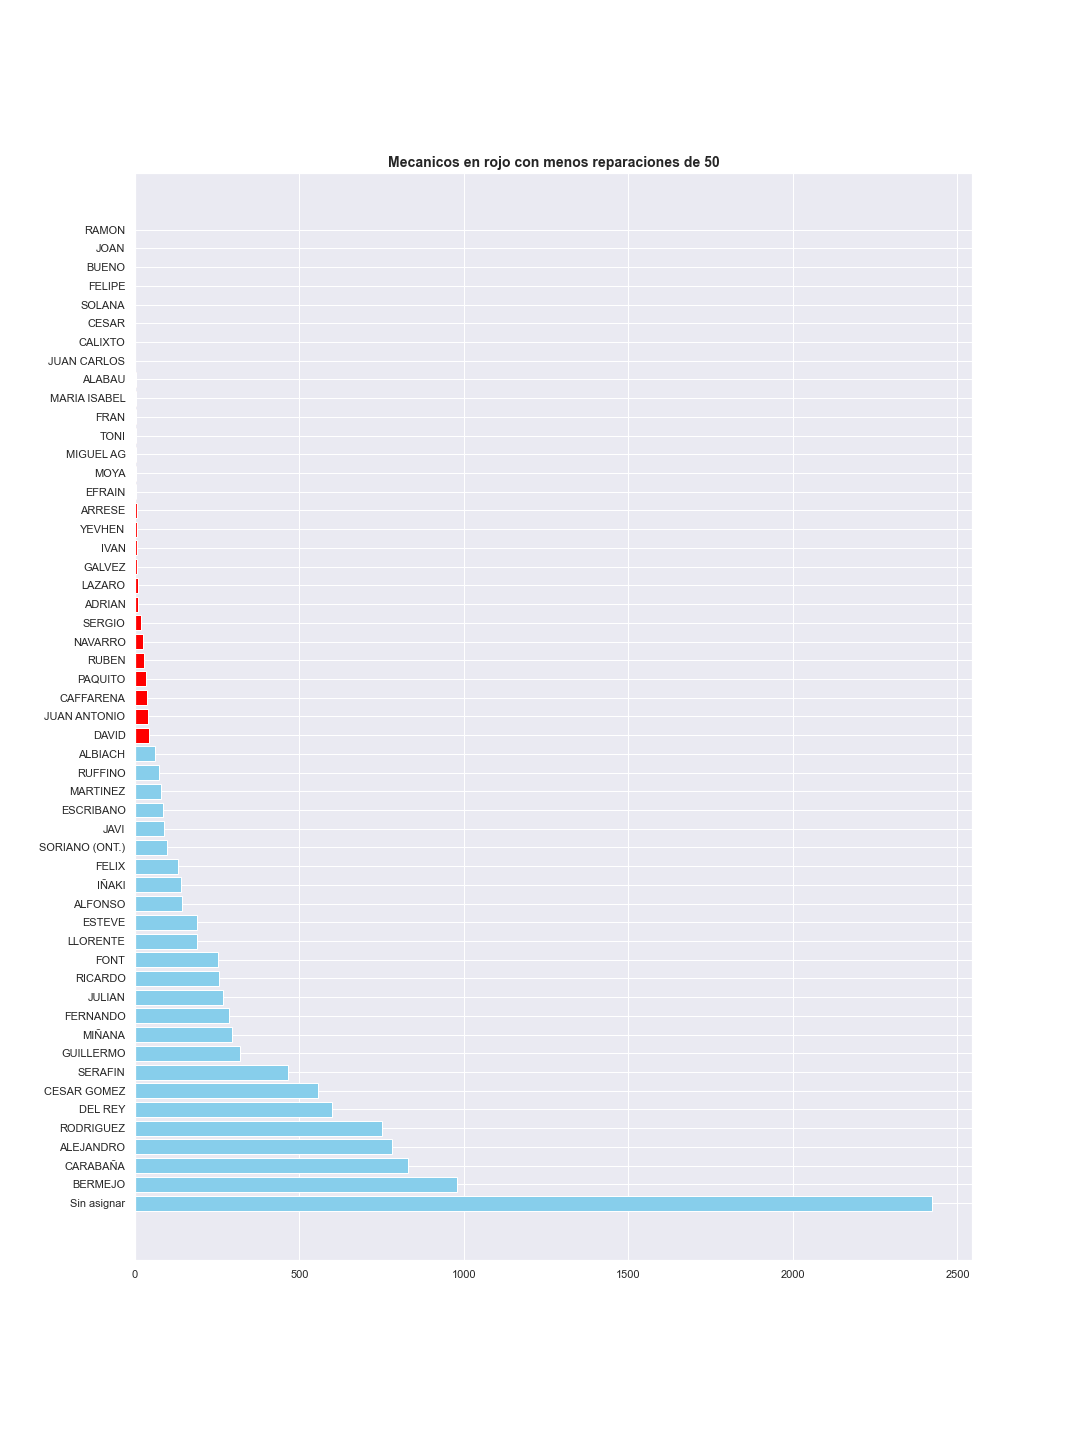 Mecanicos en rojo con menos reparaciones de 50
RAMON
JOAN
BUENO
FELIPE
SOLANA
CESAR
CALIXTO
JUAN CARLOS
ALABAU
MARIA ISABEL
FRAN
TONI
MIGUEL AG
MOYA
EFRAIN
ARRESE
YEVHEN
IVAN
GALVEZ
LAZARO
ADRIAN
SERGIO
NAVARRO
RUBEN
PAQUITO
CAFFARENA
JUAN ANTONIO
DAVID
ALBIACH
RUFFINO
MARTINEZ
ESCRIBANO
JAVI
SORIANO (ONT.)
FELIX
IÑAKI
ALFONSO
ESTEVE
LLORENTE
FONT
RICARDO
JULIAN
FERNANDO
MIÑANA
GUILLERMO
SERAFIN
CESAR GOMEZ
DEL REY
RODRIGUEZ
ALEJANDRO
CARABAÑA
BERMEJO
Sin asignar
0 500 1000 1500 2000 2500